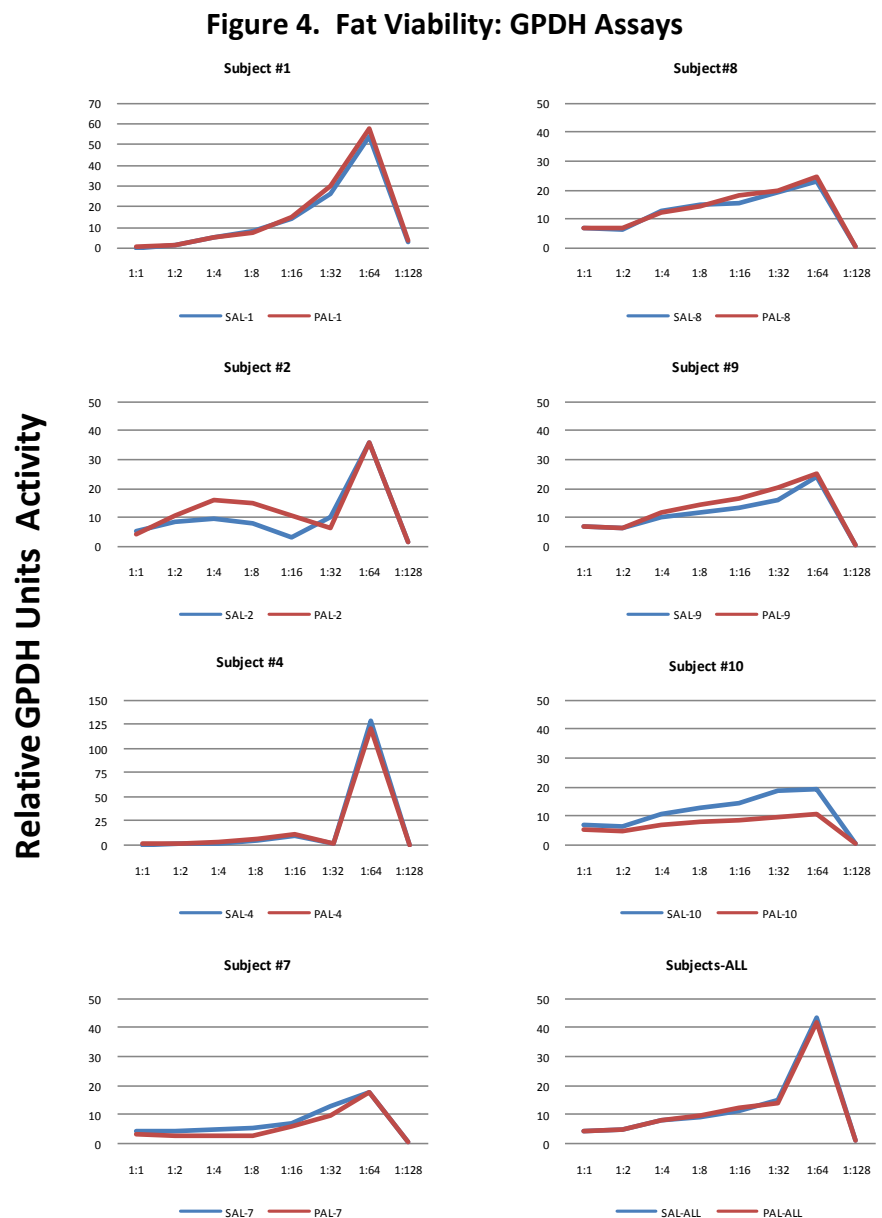 Figure 4. Fat Viability: GPDH Assays
Relative GPDH Units Activity
Subject #1
70
60
50
40
30
20
10
0
1:1 1:2 1:4 1:8 1:16 1:32 1:64 1:128
SAL-1 PAL-1
Subject#8
50
40
30
20
10
0
1:1 1:2 1:4 1:8 1:16 1:32 1:64 1:128
SAL-8 PAL-8
Subject #2
50
40
30
20
10
0
1:1 1:2 1:4 1:8 1:16 1:32 1:64 1:128
SAL-2 PAL-2
Subject #9
50
40
30
20
10
0
1:1 1:2 1:4 1:8 1:16 1:32 1:64 1:128
SAL-9 PAL-9
Subject #4
150
125
100
75
50
25
0
1:1 1:2 1:4 1:8 1:16 1:32 1:64 1:128
SAL-4 PAL-4
Subject #10
50
40
30
20
10
0
1:1 1:2 1:4 1:8 1:16 1:32 1:64 1:128
SAL-10 PAL-10
Subject #7
50
40
30
20
10
0
1:1 1:2 1:4 1:8 1:16 1:32 1:64 1:128
SAL-7 PAL-7
Subjects-ALL
50
40
30
20
10
0
1:1 1:2 1:4 1:8 1:16 1:32 1:64 1:128
SAL-ALL PAL-ALL